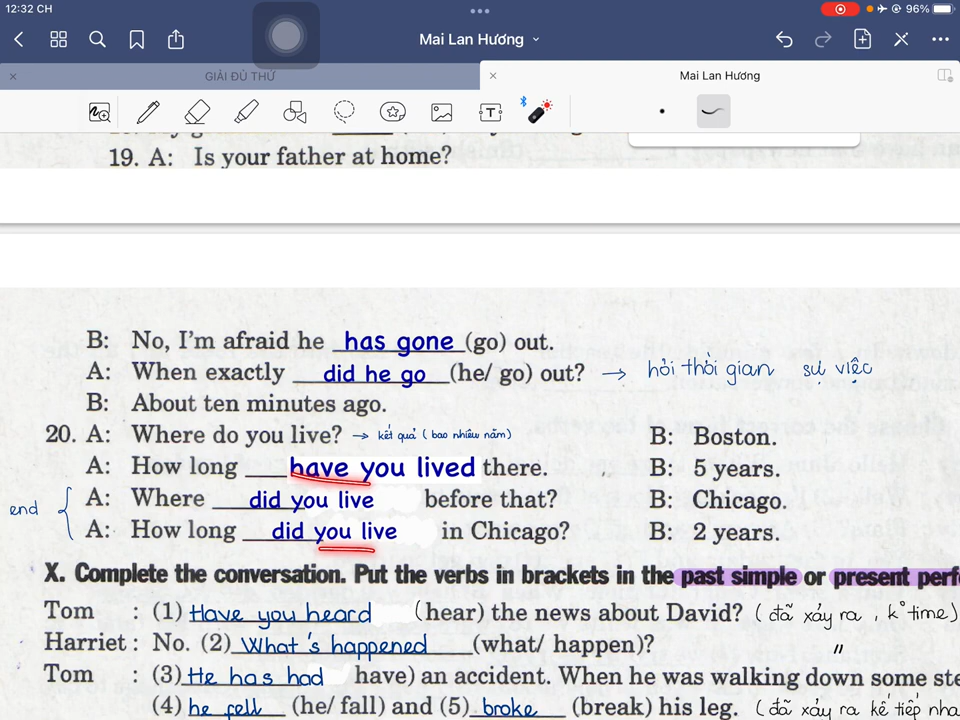 12:32 CH
96%
Mai Lan Hương
GIẢI ĐỦ THỨ
Mai Lan Hương
19. A: Is your father at home?
B: No, I'm afraid he has gone (go) out.
A: When exactly did he go (he/ go) out? → hỏi thời gian sự việc
B: About ten minutes ago.
20. A: Where do you live? → kết quả (bao nhiêu năm) B: Boston.
A: How long have you lived there. B: 5 years.
end A: Where did you live before that? B: Chicago.
A: How long did you live in Chicago? B: 2 years.
X. Complete the conversation. Put the verbs in brackets in the past simple or present perf
Tom : (1) Have you heard (hear) the news about David? (đã xảy ra, k° time)
Harriet : No. (2) What's happened (what/ happen)? "
Tom : (3) He has had have) an accident. When he was walking down some ste
(4) he fell (he/ fall) and (5) broke (break) his leg. (đã xảy ra kế tiếp nha